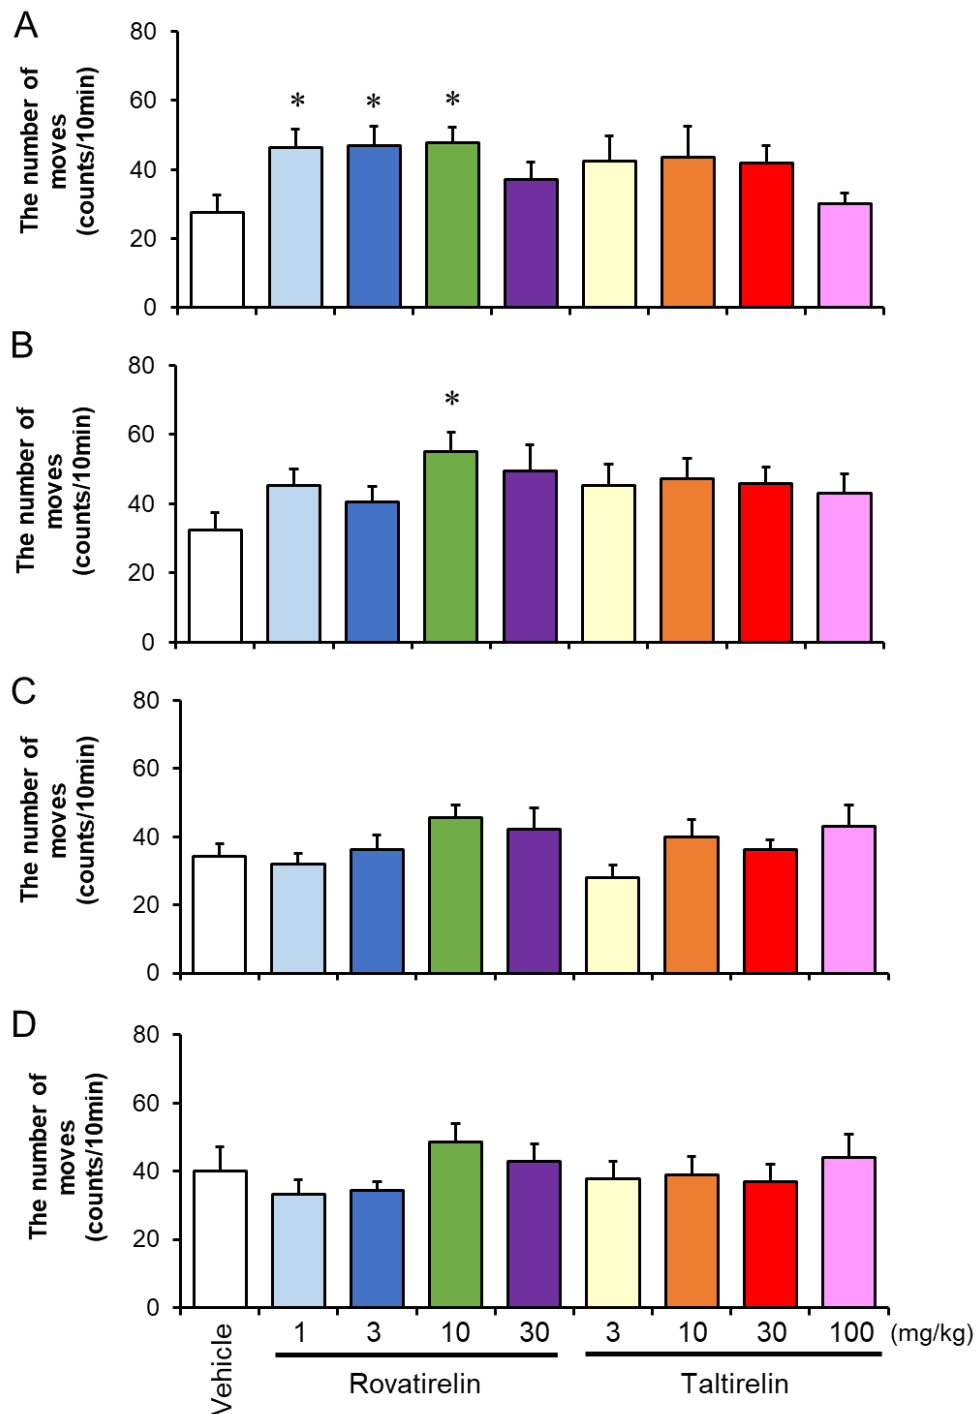 A
The number of
moves
(counts/10min)
80
60
40
20
0
* * *
B
The number of
moves
(counts/10min)
80
60
40
20
0
*
C
The number of
moves
(counts/10min)
80
60
40
20
0
D
The number of
moves
(counts/10min)
80
60
40
20
0
Vehicle
1 3 10 30 3 10 30 100 (mg/kg)
Rovatirelin Taltirelin